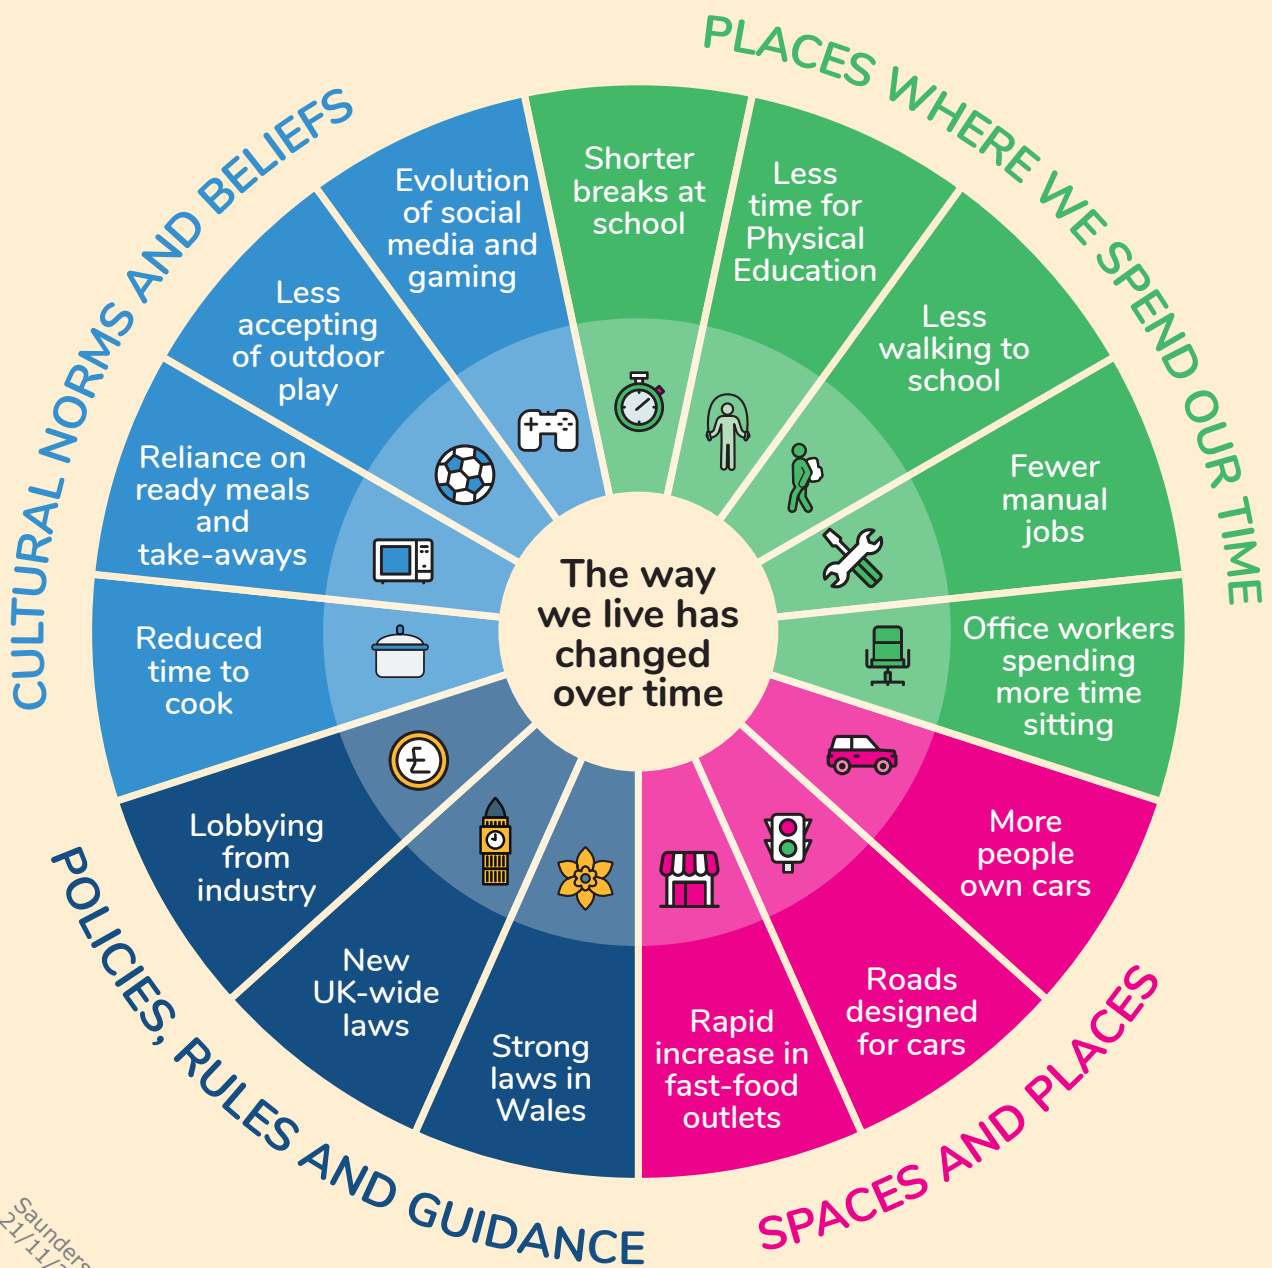 PLACES WHERE WE SPEND OUR TIME
Shorter
breaks at
school
Less
time for
Physical
Education
Less
walking to
school
Fewer
manual
jobs
Office workers
spending
more time
sitting
SPACES AND PLACES
More
people
own cars
Roads
designed
for cars
Rapid
increase in
fast-food
outlets
POLICIES, RULES AND GUIDANCE
Strong
laws in
Wales
New
UK-wide
laws
Lobbying
from
industry
CULTURAL NORMS AND BELIEFS
Reduced
time to
cook
Reliance on
ready meals
and
take-aways
Less
accepting
of outdoor
play
Evolution
of social
media and
gaming
The way
we live has
changed
over time
£
Saunders
21/11/